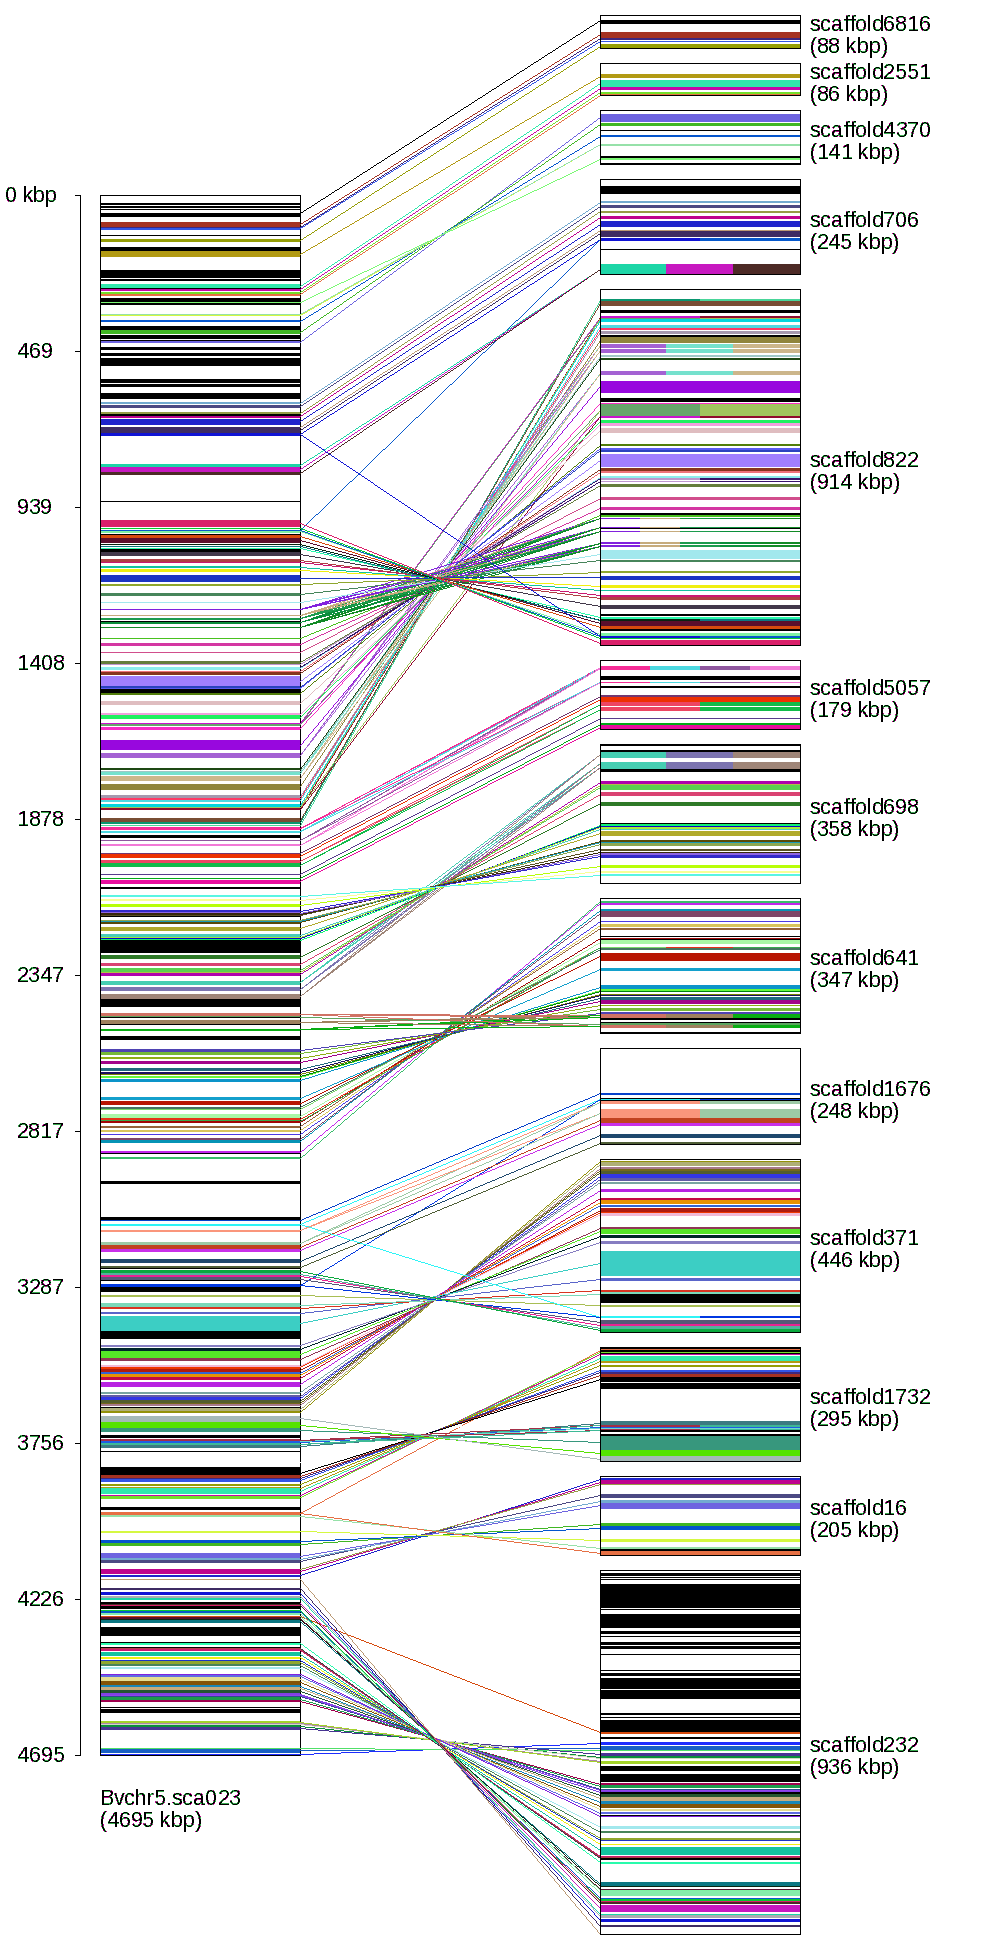 scaffold6816
(88 kbp)
scaffold2551
(86 kbp)
scaffold4370
(141 kbp)
0 kbp
scaffold706
(245 kbp)
469
scaffold822
(914 kbp)
939
1408
scaffold5057
(179 kbp)
scaffold698
(358 kbp)
1878
scaffold641
(347 kbp)
2347
scaffold1676
(248 kbp)
2817
scaffold371
(446 kbp)
3287
scaffold1732
(295 kbp)
3756
scaffold16
(205 kbp)
4226
scaffold232
(936 kbp)
4695
Bvchr5.sca023
(4695 kbp)